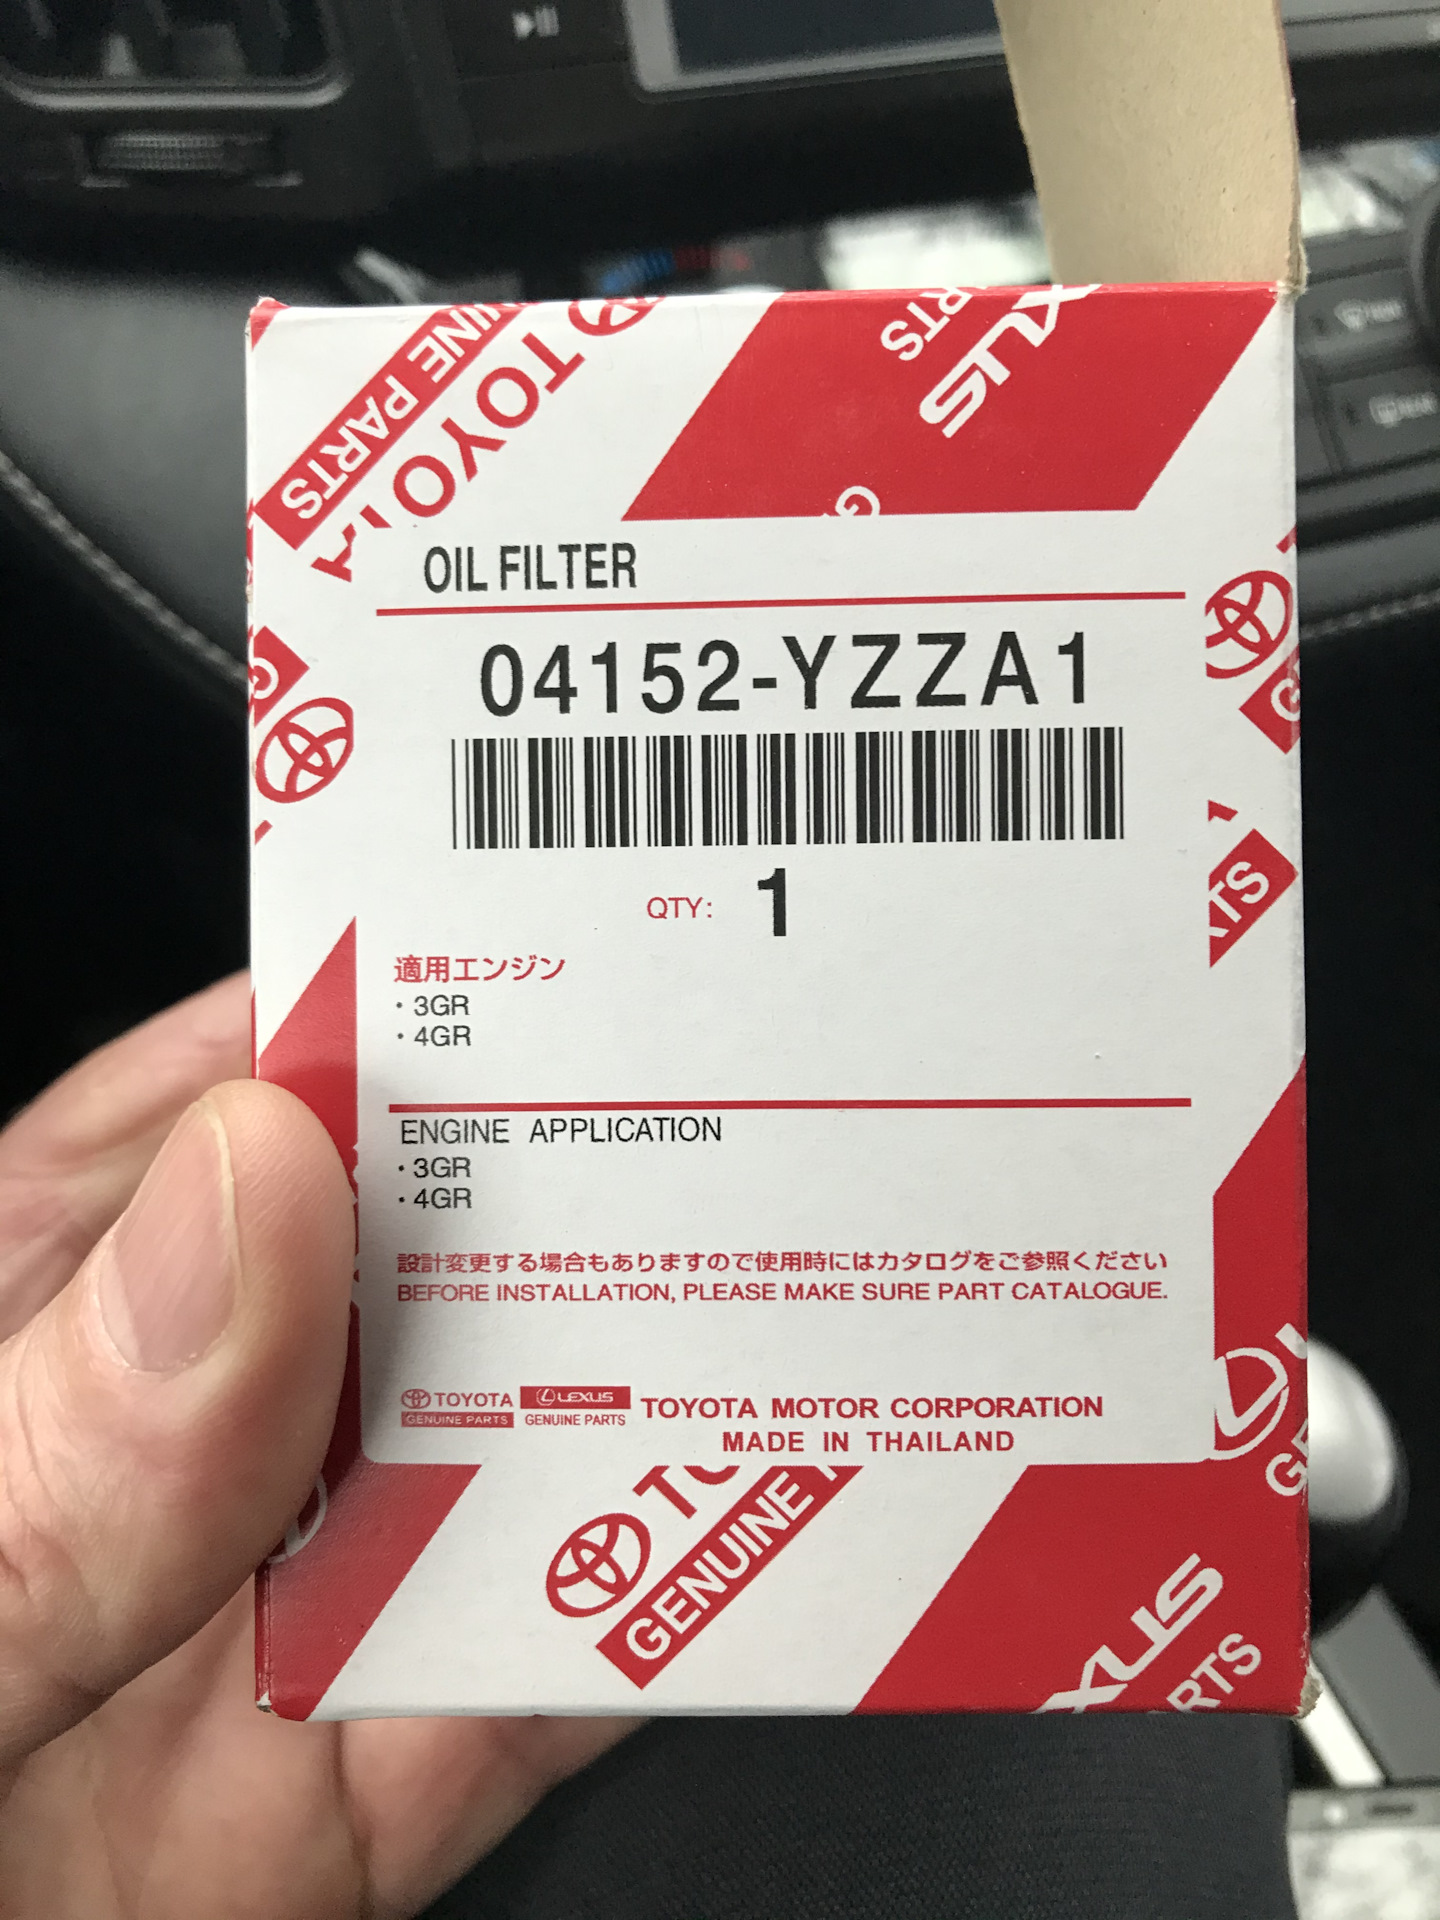 TOYOTA
PARTS
LEXUS
PARTS
OIL FILTER
04152-YZZA1
QTY: 1
適用エンジン
・3GR
・4GR
ENGINE APPLICATION
・3GR
・4GR
設計変更する場合もありますので使用時にはカタログをご参照ください
BEFORE INSTALLATION, PLEASE MAKE SURE PART CATALOGUE.
TOYOTA
GENUINE PARTS
LEXUS
GENUINE PARTS
TOYOTA MOTOR CORPORATION
MADE IN THAILAND
GENUINE